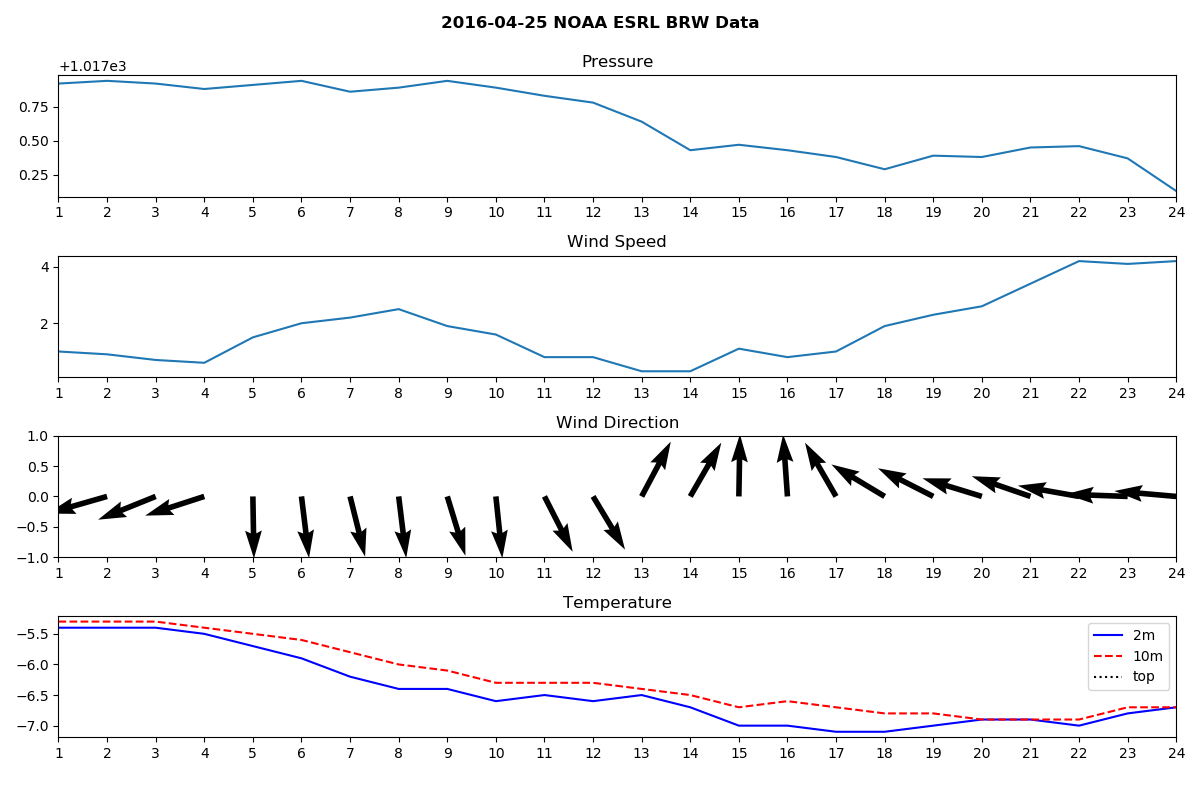 2016-04-25 NOAA ESRL BRW Data
Pressure
+1.017e3
0.75
0.50
0.25
1 2 3 4 5 6 7 8 9 10 11 12 13 14 15 16 17 18 19 20 21 22 23 24
Wind Speed
4
2
1 2 3 4 5 6 7 8 9 10 11 12 13 14 15 16 17 18 19 20 21 22 23 24
Wind Direction
1.0
0.5
0.0
−0.5
−1.0
1 2 3 4 5 6 7 8 9 10 11 12 13 14 15 16 17 18 19 20 21 22 23 24
Temperature
−5.5
−6.0
−6.5
−7.0
2m
10m
top
1 2 3 4 5 6 7 8 9 10 11 12 13 14 15 16 17 18 19 20 21 22 23 24